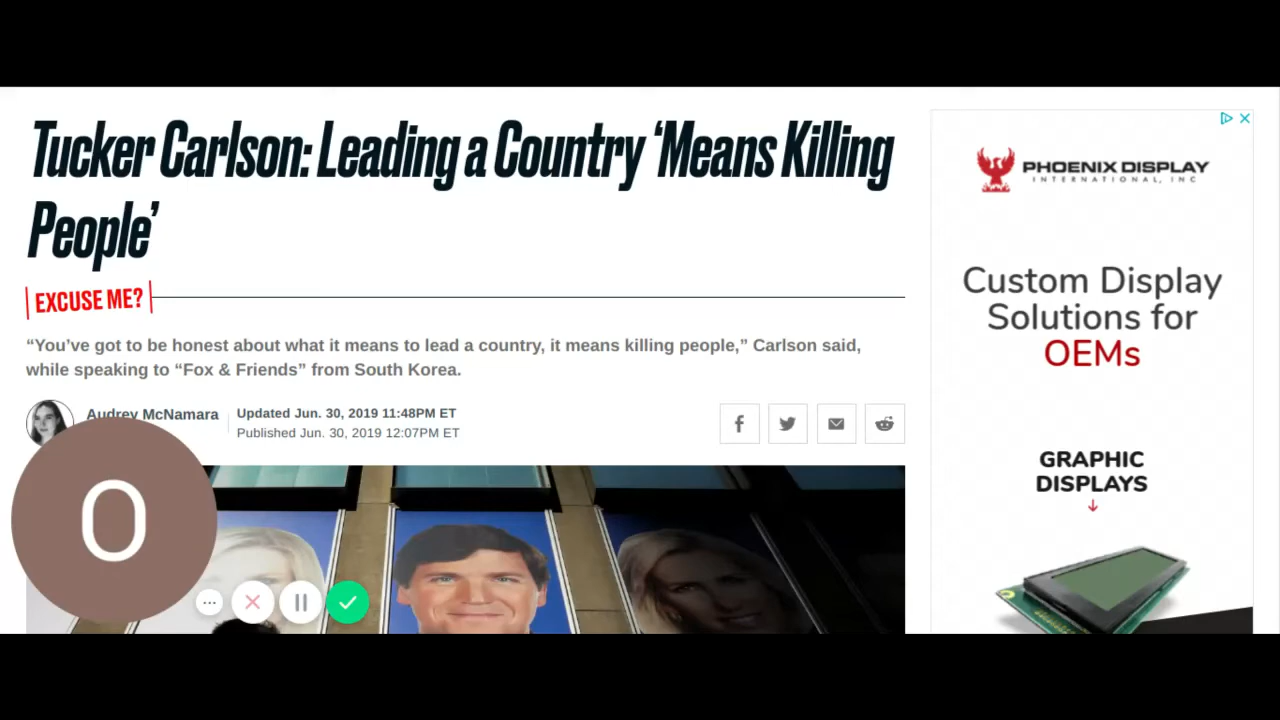 Tucker Carlson: Leading a Country ‘Means Killing
People’
EXCUSE ME?
“You’ve got to be honest about what it means to lead a country, it means killing people,” Carlson said,
while speaking to “Fox & Friends” from South Korea.
Audrey McNamara
Updated Jun. 30, 2019 11:48PM ET
Published Jun. 30, 2019 12:07PM ET
O
PHOENIX DISPLAY
INTERNATIONAL, INC
Custom Display
Solutions for
OEMs
GRAPHIC
DISPLAYS